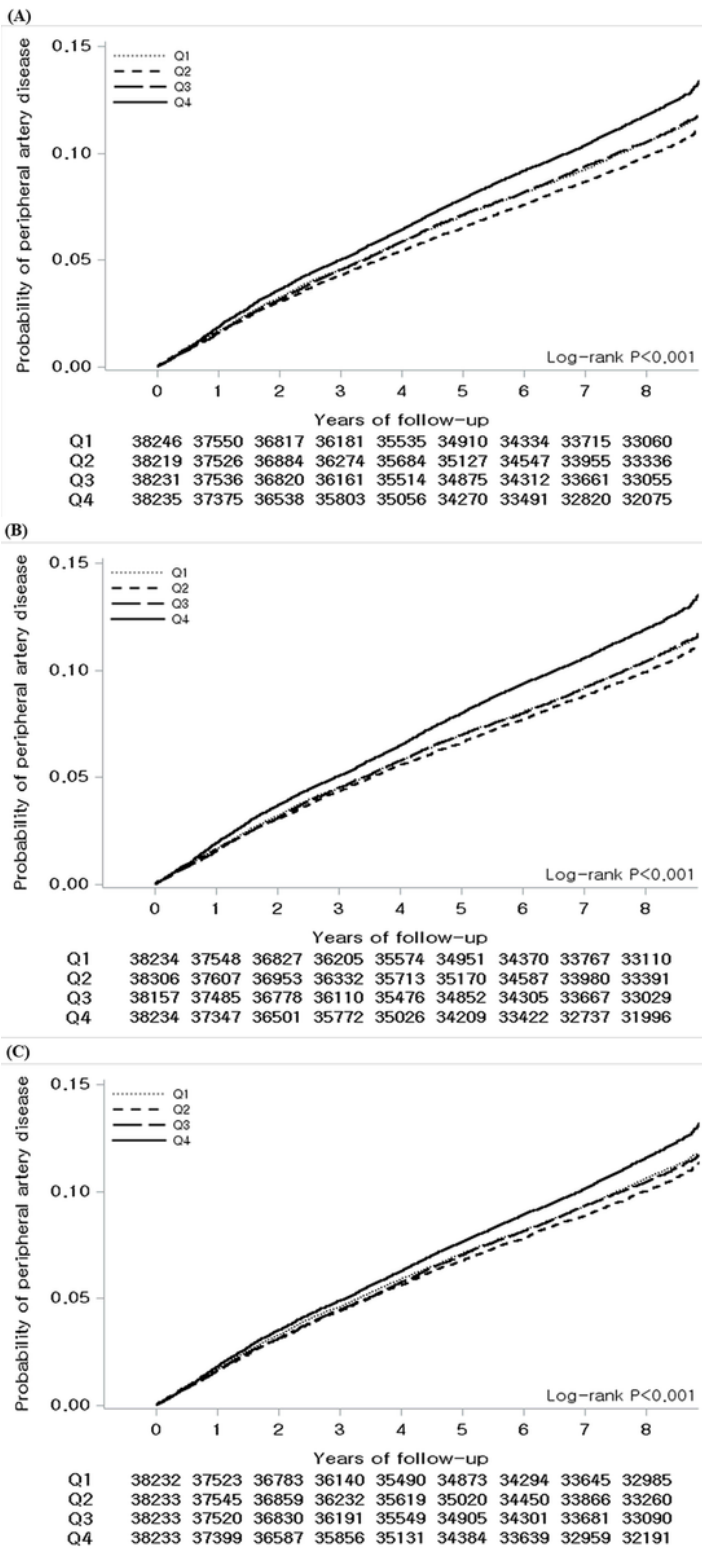 (A)
Probability of peripheral artery disease
0.15
0.10
0.05
0.00
Q1
Q2
Q3
Q4
Log-rank P<0.001
0 1 2 3 4 5 6 7 8
Years of follow-up
Q1 38246 37550 36817 36181 35535 34910 34334 33715 33060
Q2 38219 37526 36884 36274 35684 35127 34547 33955 33336
Q3 38231 37536 36820 36161 35514 34875 34312 33661 33055
Q4 38235 37375 36538 35803 35056 34270 33491 32820 32075
(B)
Probability of peripheral artery disease
0.15
0.10
0.05
0.00
Q1
Q2
Q3
Q4
Log-rank P<0.001
0 1 2 3 4 5 6 7 8
Years of follow-up
Q1 38234 37548 36827 36205 35574 34951 34370 33767 33110
Q2 38306 37607 36953 36332 35713 35170 34587 33980 33391
Q3 38157 37485 36778 36110 35476 34852 34305 33667 33029
Q4 38234 37347 36501 35772 35026 34209 33422 32737 31996
(C)
Probability of peripheral artery disease
0.15
0.10
0.05
0.00
Q1
Q2
Q3
Q4
Log-rank P<0.001
0 1 2 3 4 5 6 7 8
Years of follow-up
Q1 38232 37523 36783 36140 35490 34873 34294 33645 32985
Q2 38233 37545 36859 36232 35619 35020 34450 33866 33260
Q3 38233 37520 36830 36191 35549 34905 34301 33681 33090
Q4 38233 37399 36587 35856 35131 34384 33639 32959 32191